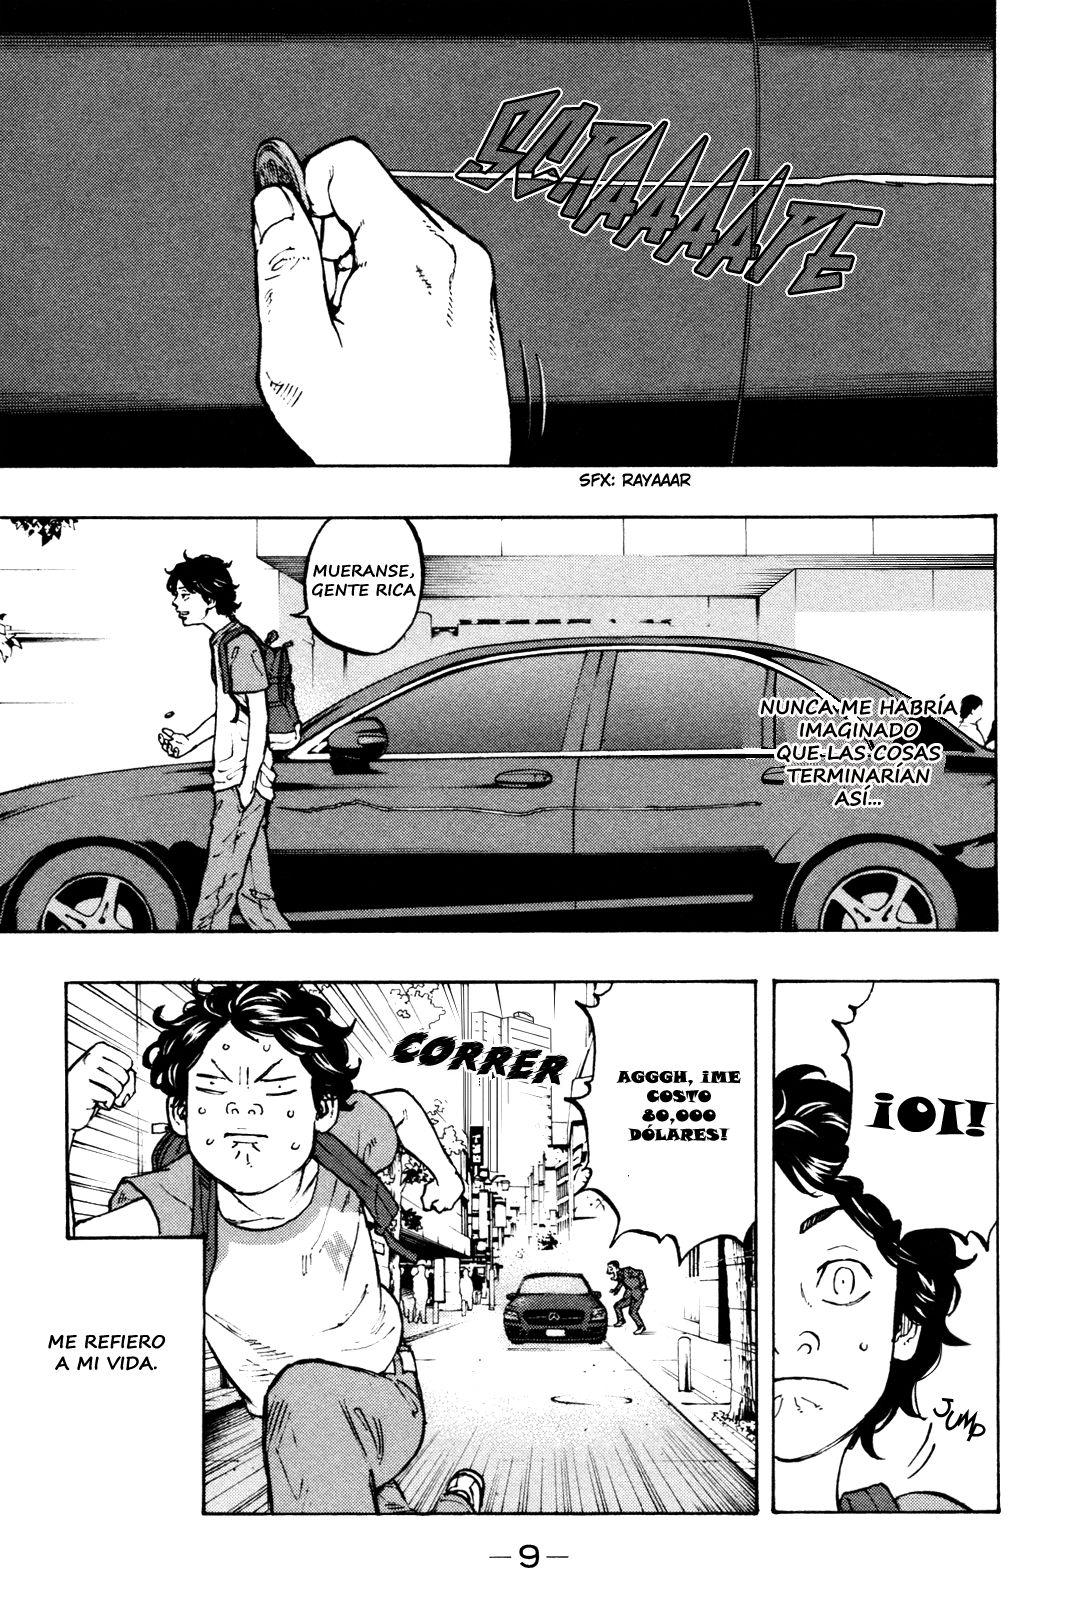 SCRAAAAAPE
SFX: RAYAAAR
MUERANSE,
GENTE RICA
NUNCA ME HABRÍA
IMAGINADO
QUE LAS COSAS
TERMINARÍAN
ASÍ...
¡OI!
JUMP
AGGGH, ¡ME
COSTO
80,000
DÓLARES!
CORRER
ME REFIERO
A MI VIDA.
—9—